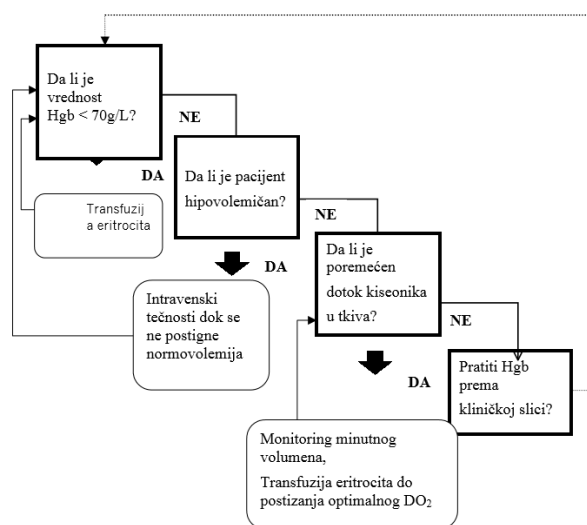 Da li je
vrednost
Hgb < 70g/L?
NE
DA
Transfuzij
a eritrocita
Da li je pacijent
hipovolemičan?
NE
DA
Intravenski
tečnosti dok se
ne postigne
normovolemija
Da li je
poremećen
dotok kiseonika
u tkiva?
NE
DA
Monitoring minutnog
volumena,
Transfuzija eritrocita do
postizanja optimalnog DO₂
Pratiti Hgb
prema
kliničkoj slici?